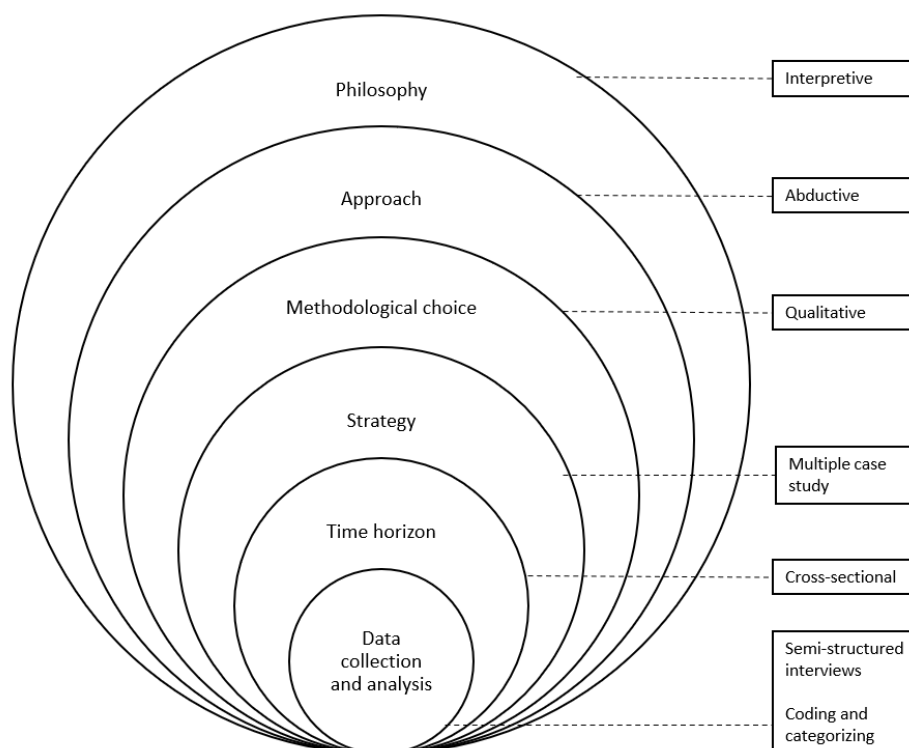 Philosophy
Interpretive
Approach
Abductive
Methodological choice
Qualitative
Strategy
Multiple case
study
Time horizon
Cross-sectional
Data
collection
and analysis
Semi-structured
interviews
Coding and
categorizing